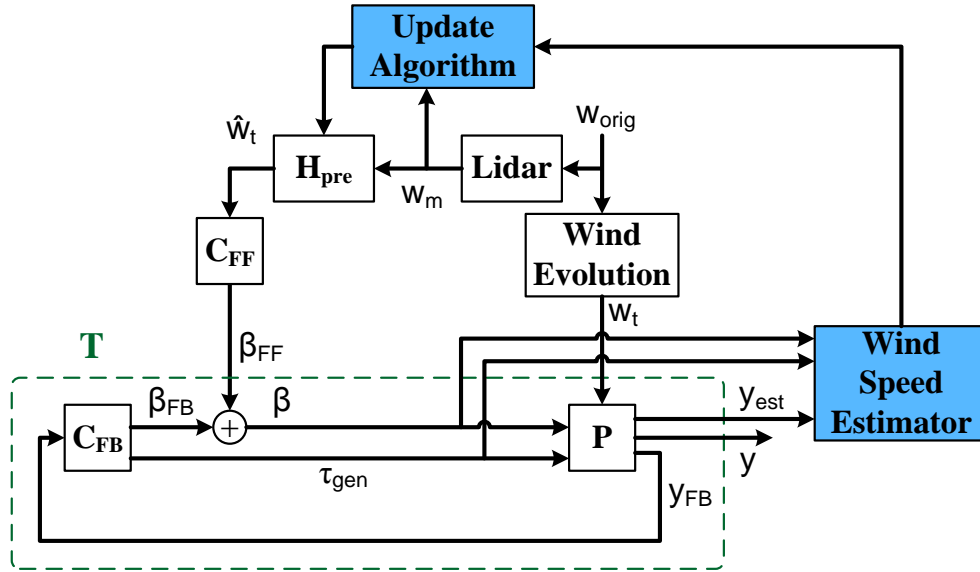 Update
Algorithm
ŵt
worig
Hpre
Lidar
wm
CFF
Wind
Evolution
wt
T
βFF
Wind
Speed
Estimator
βFB
β
yest
CFB
+
P
τgen
y
yFB